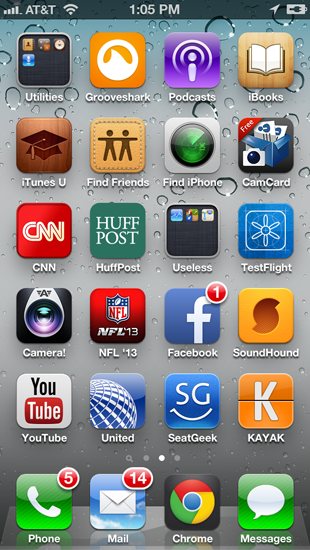 AT&T 1:05 PM
Utilities Grooveshark Podcasts iBooks
Free
iTunes U Find Friends Find iPhone CamCard
CNN HUFF
POST
CNN HuffPost Useless TestFlight
NFL
NFL'13
1
Camera! NFL '13 Facebook SoundHound
You
Tube SG K
YouTube United SeatGeek KAYAK
5 14
Phone Mail Chrome Messages